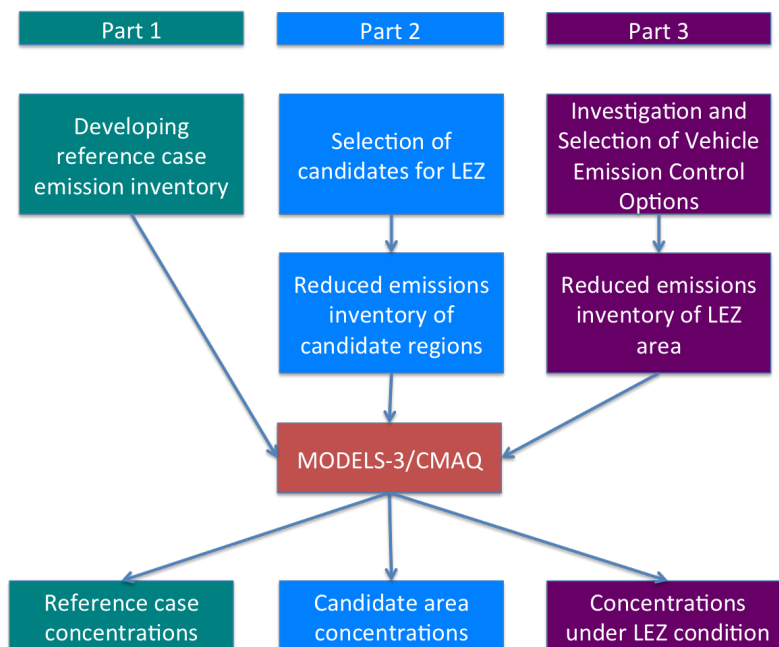 Part 1
Part 2
Part 3
Developing
reference case
emission inventory
Selection of
candidates for LEZ
Investigation and
Selection of Vehicle
Emission Control
Options
Reduced emissions
inventory of
candidate regions
Reduced emissions
inventory of LEZ
area
MODELS-3/CMAQ
Reference case
concentrations
Candidate area
concentrations
Concentrations
under LEZ condition